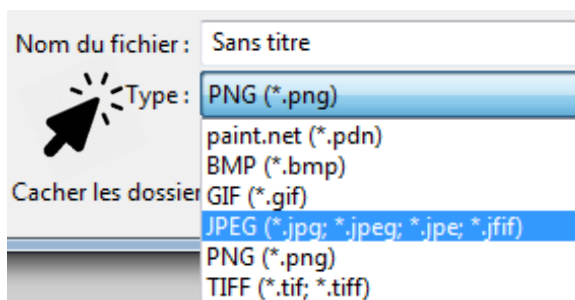 Nom du fichier : Sans titre
Type : PNG (*.png)
paint.net (*.pdn)
BMP (*.bmp)
Cacher les dossier
GIF (*.gif)
JPEG (*.jpg; *.jpeg; *.jpe; *.jfif)
PNG (*.png)
TIFF (*.tif; *.tiff)